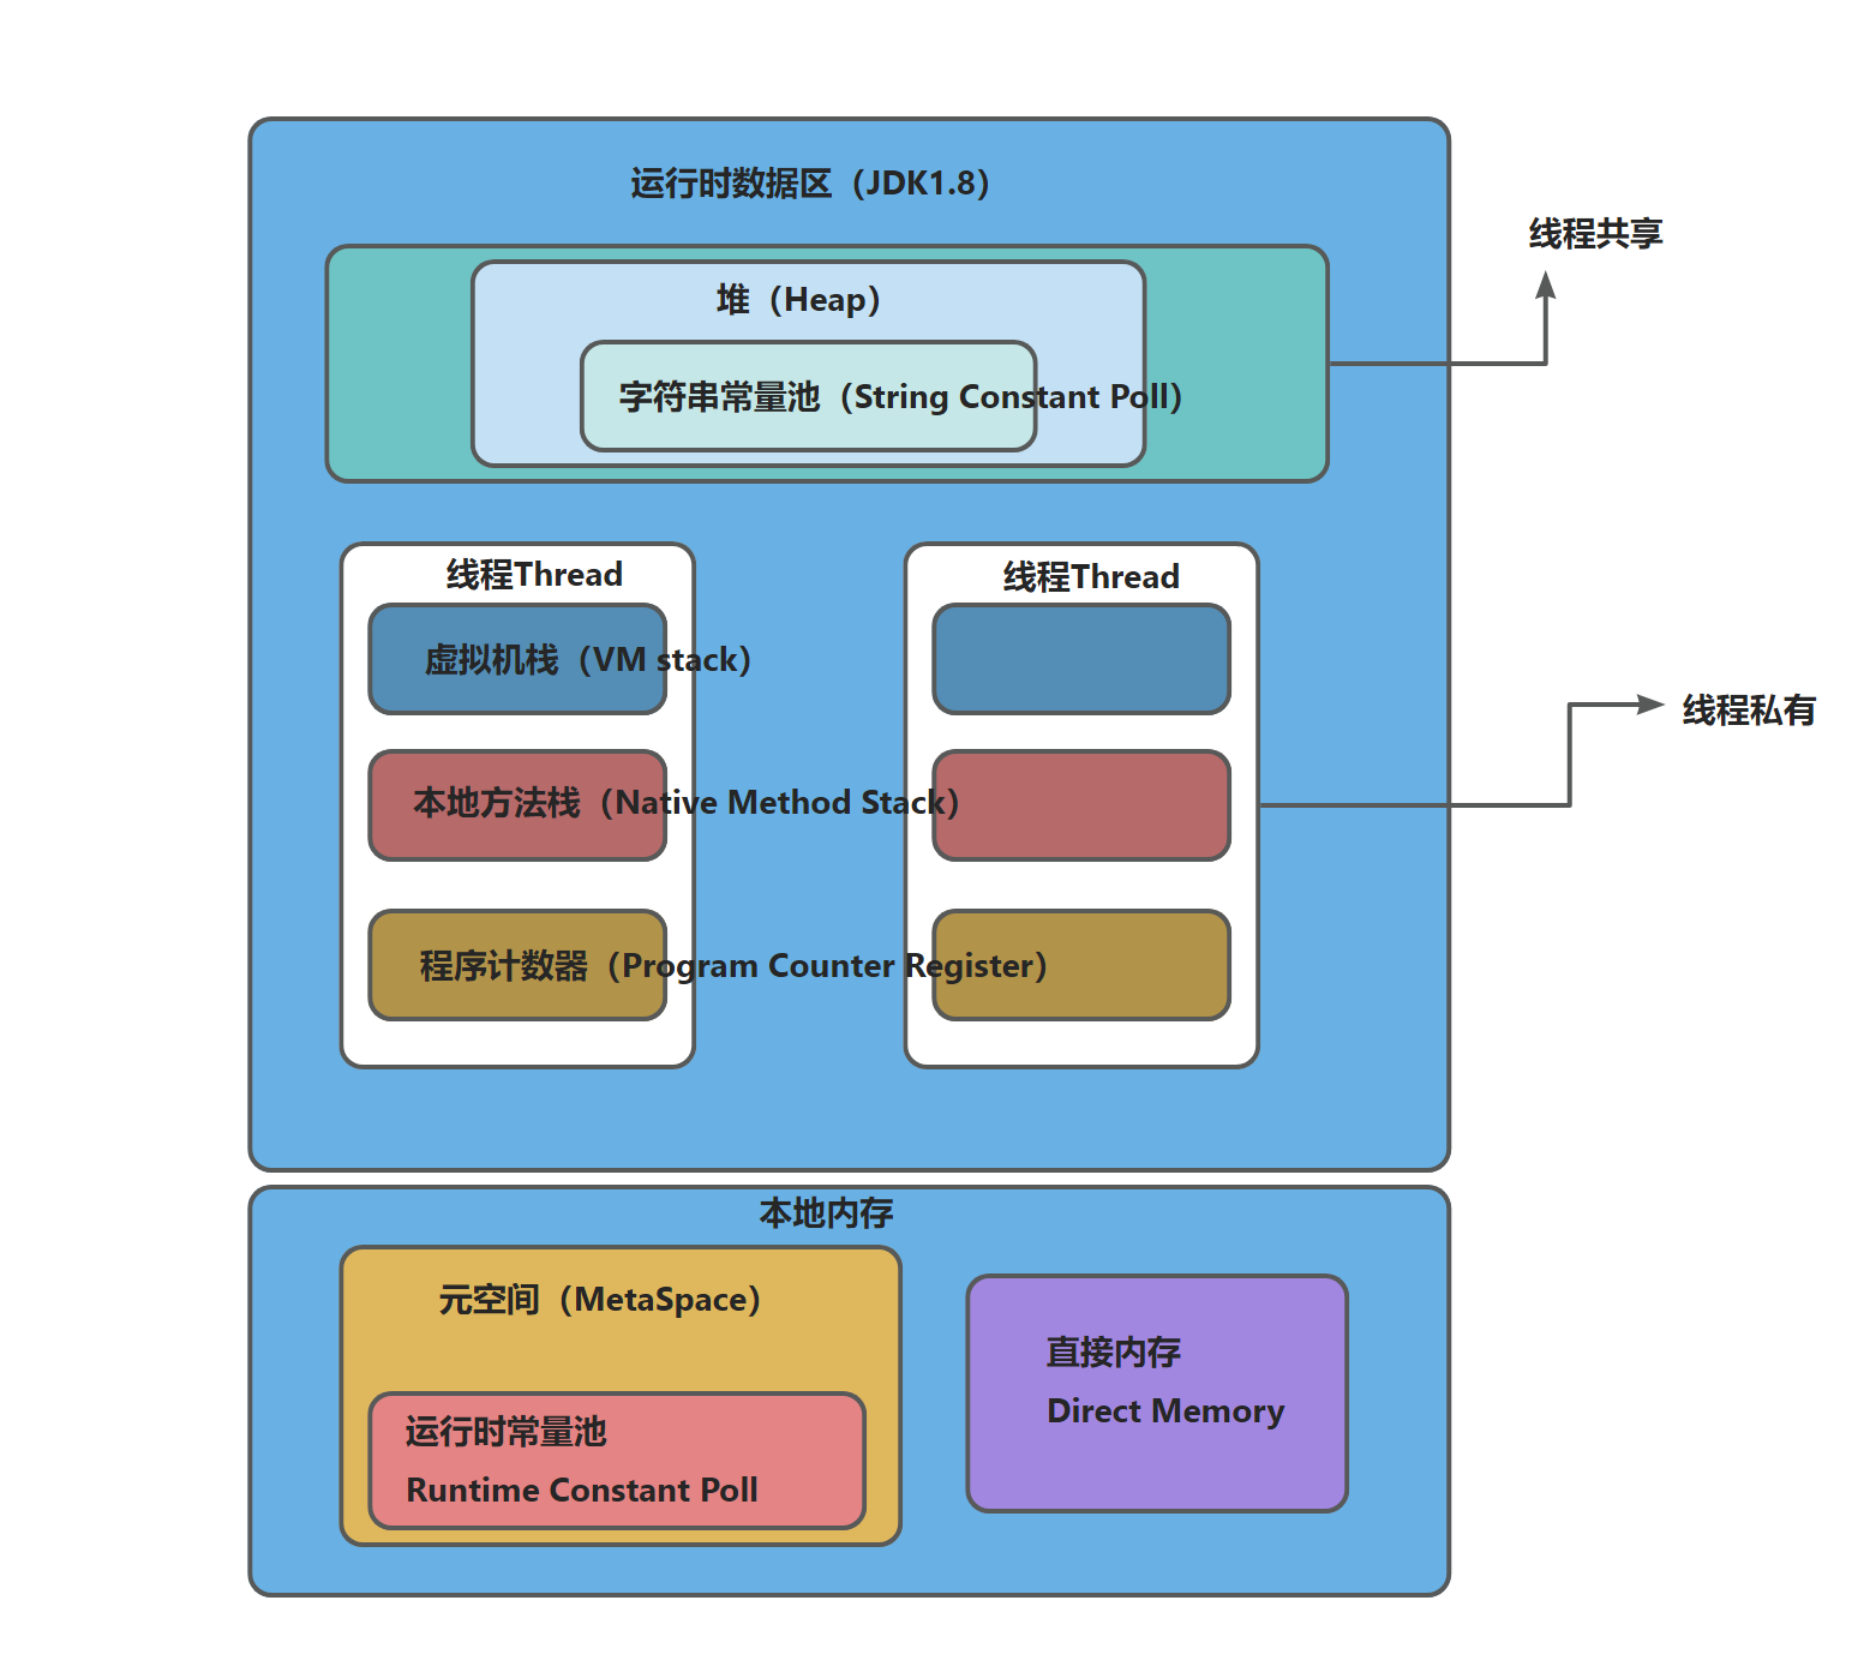 运行时数据区（JDK1.8）
线程共享
堆（Heap）
字符串常量池（String Constant Poll）
线程Thread
线程Thread
虚拟机栈（VM stack）
线程私有
本地方法栈（Native Method Stack）
程序计数器（Program Counter Register）
本地内存
元空间（MetaSpace）
直接内存
Direct Memory
运行时常量池
Runtime Constant Poll